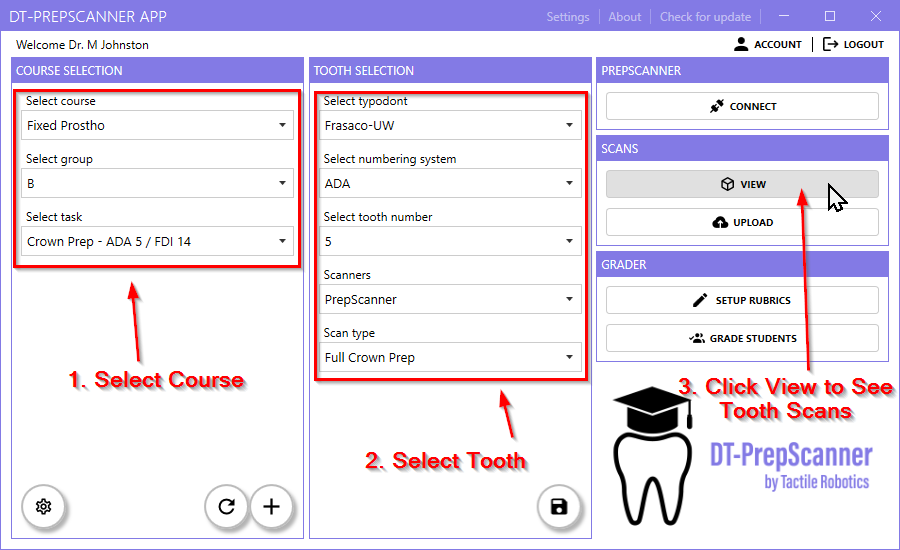 DT-PREPSCANNER APP
Settings
About
Check for update
Welcome Dr. M Johnston
ACCOUNT
LOGOUT
COURSE SELECTION
Select course
Fixed Prostho
Select group
B
Select task
Crown Prep - ADA 5 / FDI 14
1. Select Course
TOOTH SELECTION
Select typodont
Frasaco-UW
Select numbering system
ADA
Select tooth number
5
Scanners
PrepScanner
Scan type
Full Crown Prep
2. Select Tooth
PREPSCANNER
CONNECT
SCANS
VIEW
UPLOAD
GRADER
SETUP RUBRICS
GRADE STUDENTS
3. Click View to See
Tooth Scans
DT-PrepScanner
by Tactile Robotics